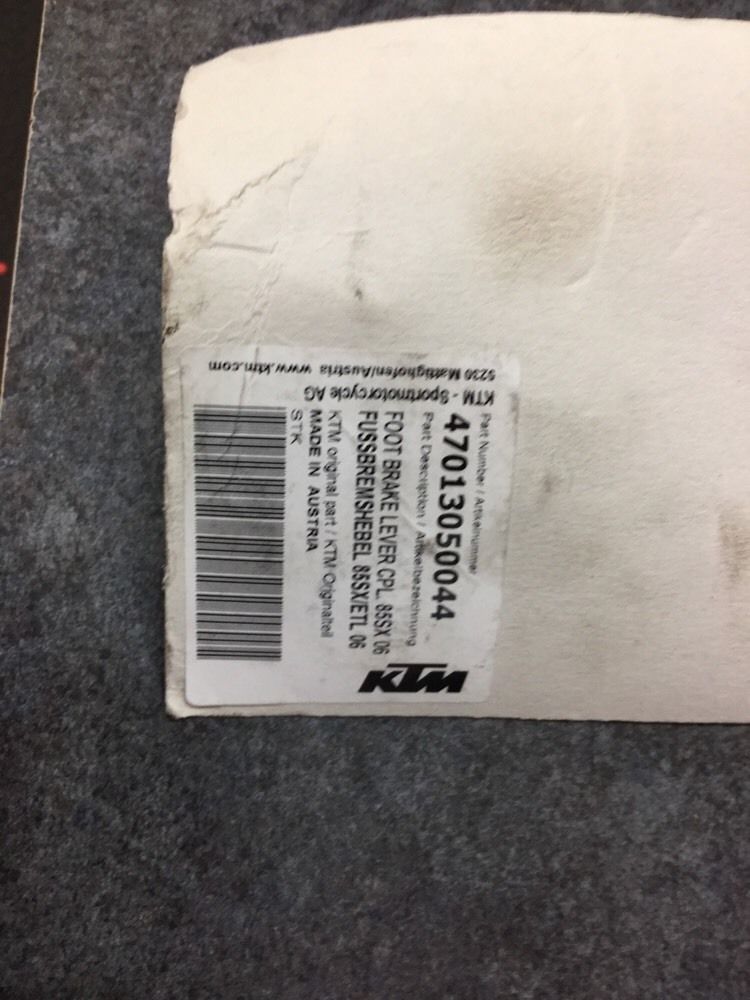 Part Number / Artikelnummer
47013050044
Part Description / Artikelbezeichnung
FOOT BRAKE LEVER CPL. 85SX 06
FUSSBREMSHEBEL 85SX/ETL 06
KTM original part / KTM Originalteil
MADE IN AUSTRIA
STK
KTM
KTM - Sportmotorcycle AG
5230 Mattighofen/Austria www.ktm.com